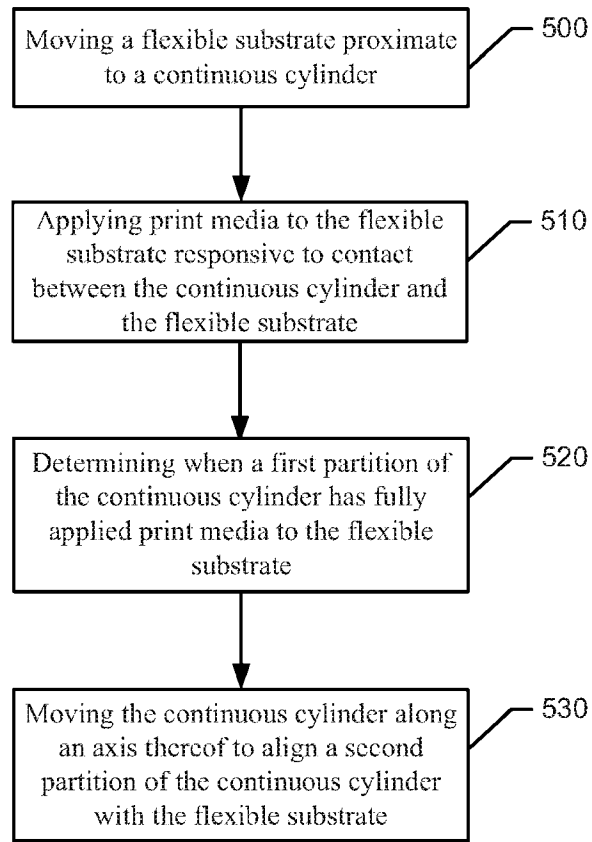 Moving a flexible substrate proximate
to a continuous cylinder
500
Applying print media to the flexible
substrate responsive to contact
between the continuous cylinder and
the flexible substrate
510
Determining when a first partition of
the continuous cylinder has fully
applied print media to the flexible
substrate
520
Moving the continuous cylinder along
an axis thereof to align a second
partition of the continuous cylinder
with the flexible substrate
530